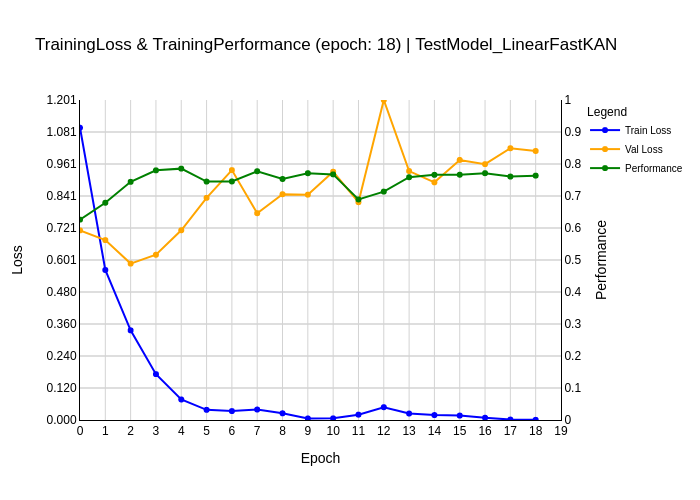 TrainingLoss & TrainingPerformance (epoch: 18) | TestModel_LinearFastKAN
1.201
1.081
0.961
0.841
0.721
0.601
0.480
0.360
0.240
0.120
0.000
Loss
0 1 2 3 4 5 6 7 8 9 10 11 12 13 14 15 16 17 18 19
Epoch
1
0.9
0.8
0.7
0.6
0.5
0.4
0.3
0.2
0.1
0
Performance
Legend
Train Loss
Val Loss
Performance